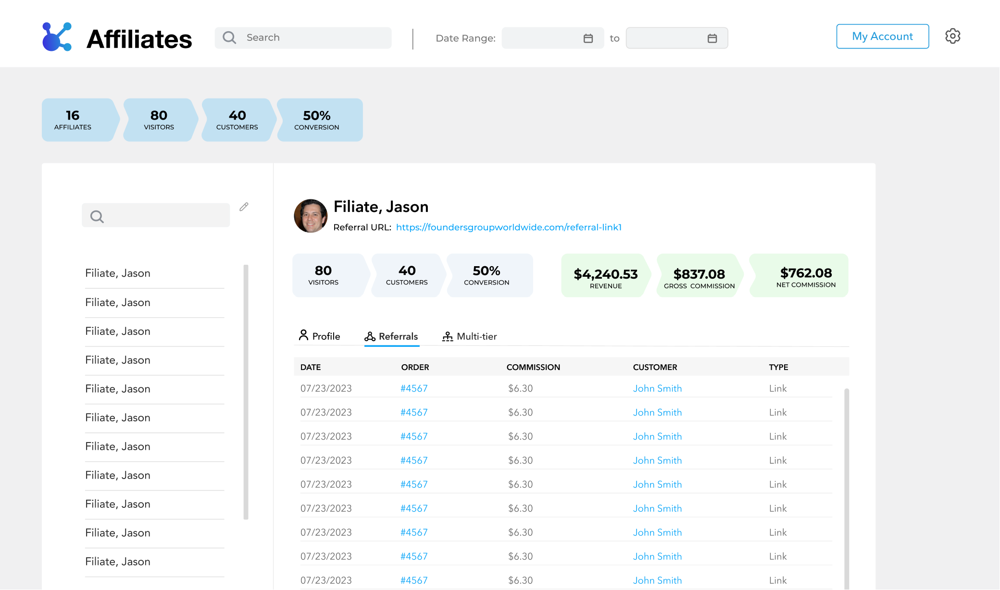 Affiliates
Search
Date Range:
to
My Account
16
AFFILIATES
80
VISITORS
40
CUSTOMERS
50%
CONVERSION
Filiate, Jason
Filiate, Jason
Filiate, Jason
Filiate, Jason
Filiate, Jason
Filiate, Jason
Filiate, Jason
Filiate, Jason
Filiate, Jason
Filiate, Jason
Filiate, Jason
Filiate, Jason
Referral URL: https://foundersgroupworldwide.com/referral-link1
80
VISITORS
40
CUSTOMERS
50%
CONVERSION
$4,240.53
REVENUE
$837.08
GROSS COMMISSION
$762.08
NET COMMISSION
Profile Referrals Multi-tier
DATE ORDER COMMISSION CUSTOMER TYPE
07/23/2023 #4567 $6.30 John Smith Link
07/23/2023 #4567 $6.30 John Smith Link
07/23/2023 #4567 $6.30 John Smith Link
07/23/2023 #4567 $6.30 John Smith Link
07/23/2023 #4567 $6.30 John Smith Link
07/23/2023 #4567 $6.30 John Smith Link
07/23/2023 #4567 $6.30 John Smith Link
07/23/2023 #4567 $6.30 John Smith Link
07/23/2023 #4567 $6.30 John Smith Link